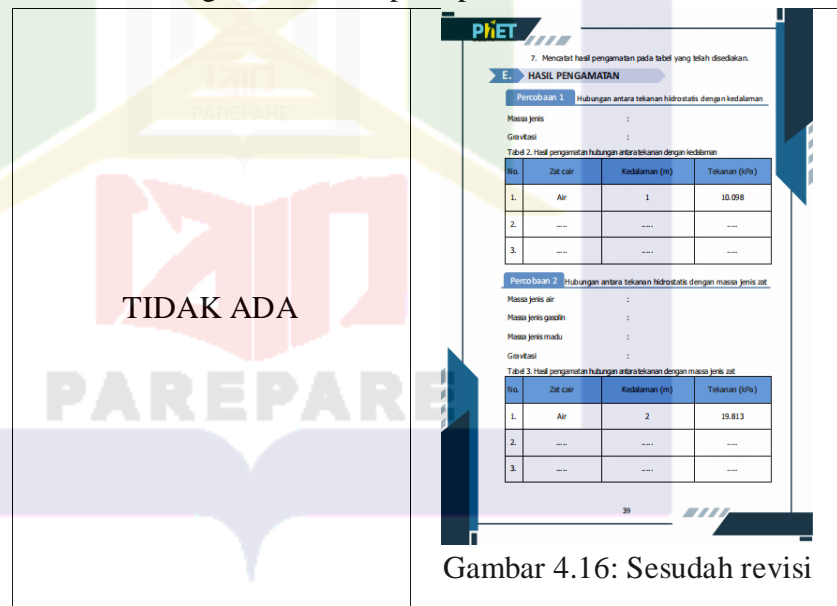 TIDAK ADA
PAREPARE
PAREPARE
PhET
7. Mencatat hasil pengamatan pada tabel yang telah disediakan.
E. HASIL PENGAMATAN
Percobaan 1 Hubungan antara tekanan hidrostatis dengan kedalaman
Massa jenis :
Gravitasi :
Tabel 2. Hasil pengamatan hubungan antara tekanan dengan kedalaman
No. Zat cair Kedalaman (m) Tekanan (kPa)
1. Air 1 10.098
2. ..... ..... .....
3. ..... ..... .....
Percobaan 2 Hubungan antara tekanan hidrostatis dengan massa jenis zat
Massa jenis air :
Massa jenis gasolin :
Massa jenis madu :
Gravitasi :
Tabel 3. Hasil pengamatan hubungan antara tekanan dengan massa jenis zat
No. Zat cair Kedalaman (m) Tekanan (kPa)
1. Air 2 19.813
2. ..... ..... .....
3. ..... ..... .....
39
Gambar 4.16: Sesudah revisi